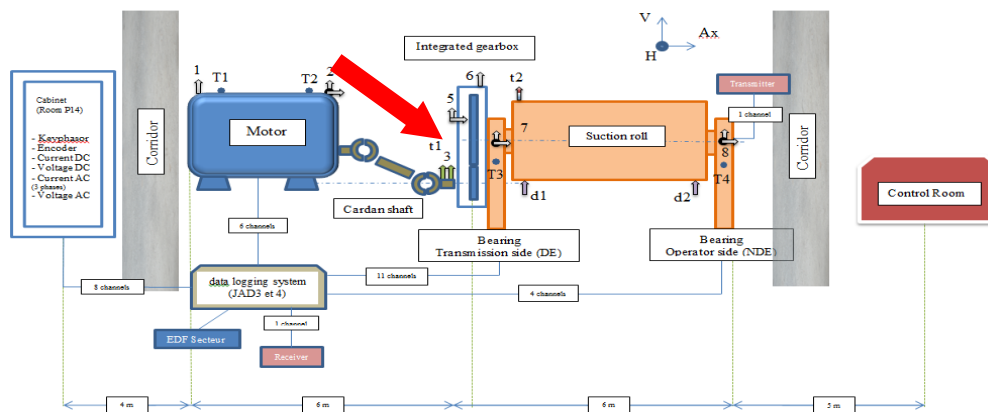 V
Ax
H
Integrated gearbox
1
T1
T2
2
6
5
t2
Transmitter
Cabinet
(Room P14)
- Keyphasor
- Encoder
- Current DC
- Voltage DC
- Current AC
(3 phases)
- Voltage AC
Corridor
Motor
t1
3
7
T3
Suction roll
8
T4
1 channel
Corridor
Control Room
d1
d2
Cardan shaft
6 channels
Bearing
Transmission side (DE)
Bearing
Operator side (NDE)
8 channels
data logging system
(JAD3 et 4)
11 channels
4 channels
EDF Secteur
1 channel
Receiver
4 m
6 m
6 m
5 m